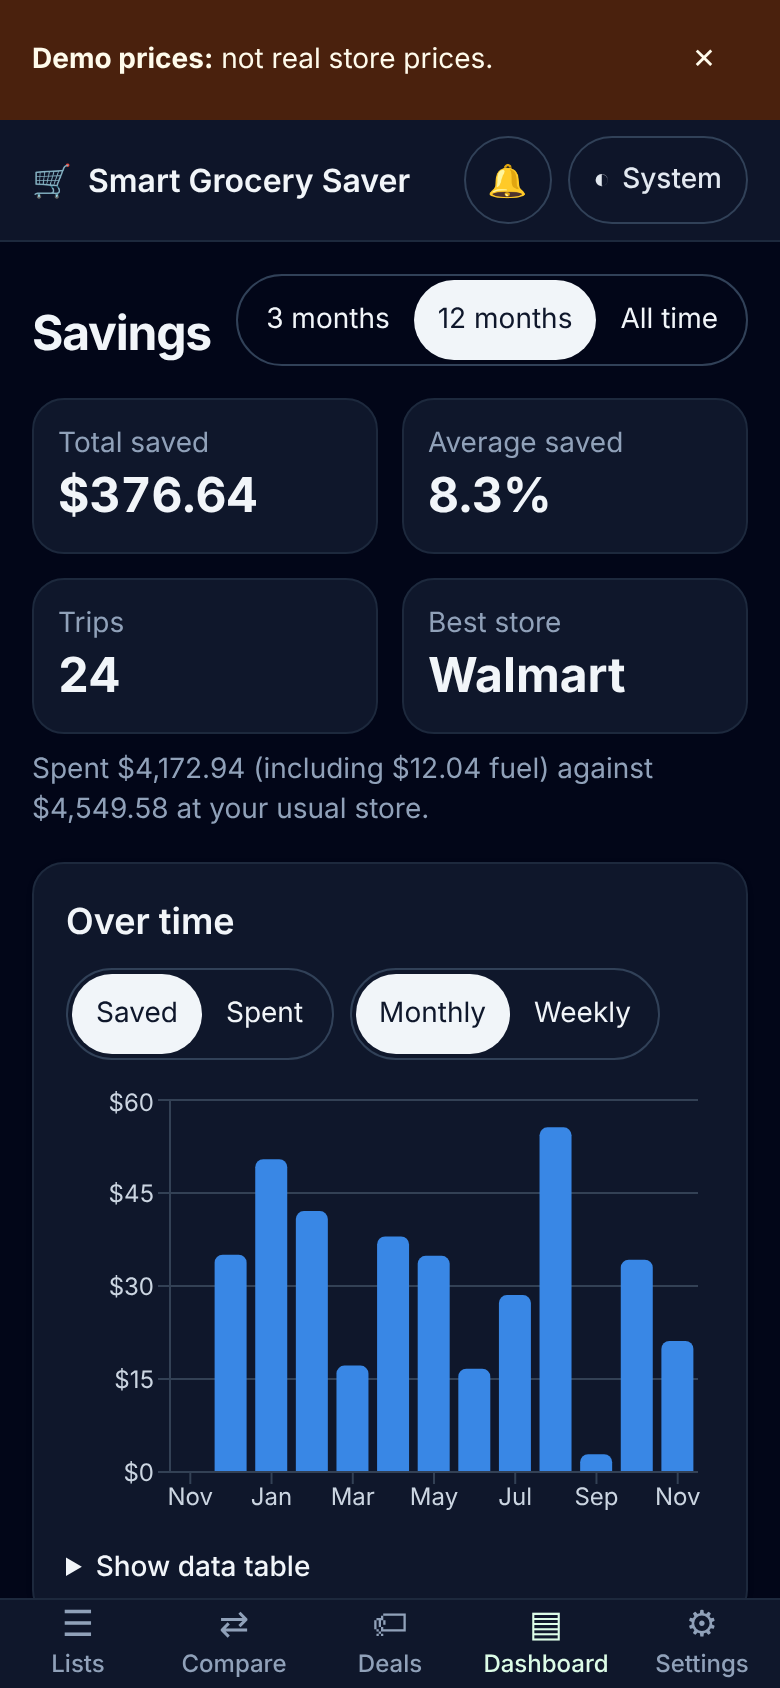 Demo prices: not real store prices. ✕
Smart Grocery Saver
System
Savings
3 months 12 months All time
Total saved
$376.64
Average saved
8.3%
Trips
24
Best store
Walmart
Spent $4,172.94 (including $12.04 fuel) against
$4,549.58 at your usual store.
Over time
Saved Spent Monthly Weekly
$60
$45
$30
$15
$0
Nov Jan Mar May Jul Sep Nov
Show data table
Lists Compare Deals Dashboard Settings